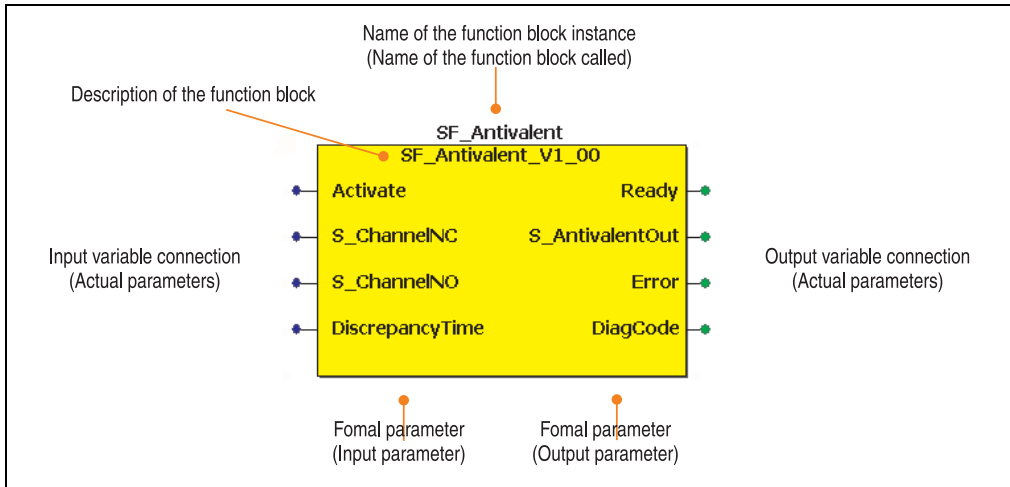 Name of the function block instance
(Name of the function block called)
Description of the function block
SF_Antivalent
SF_Antivalent_V1_00
Activate
Ready
S_ChannelNC
S_AntivalentOut
Input variable connection
(Actual parameters)
Output variable connection
(Actual parameters)
S_ChannelNO
Error
DiscrepancyTime
DiagCode
Fomal parameter
(Input parameter)
Fomal parameter
(Output parameter)